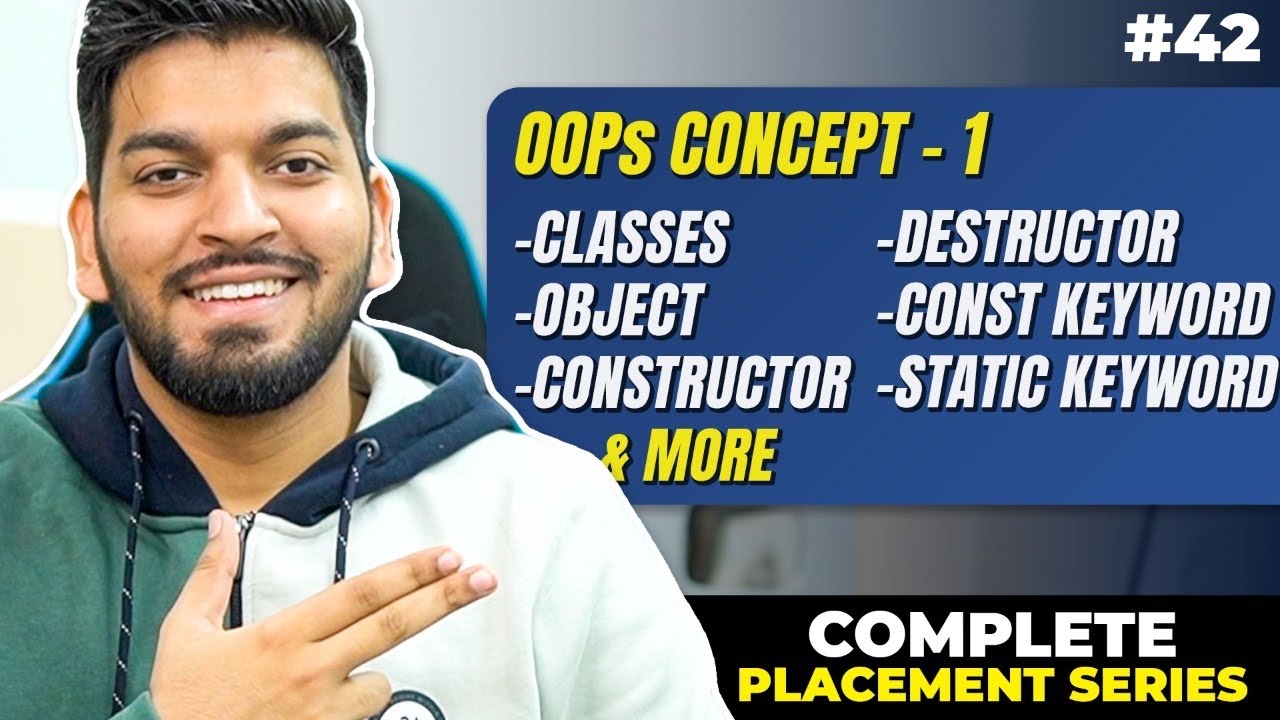 #42
OOPs CONCEPT - 1
-CLASSES
-OBJECT
-CONSTRUCTOR
-DESTRUCTOR
-CONST KEYWORD
-STATIC KEYWORD
& MORE
COMPLETE
PLACEMENT SERIES